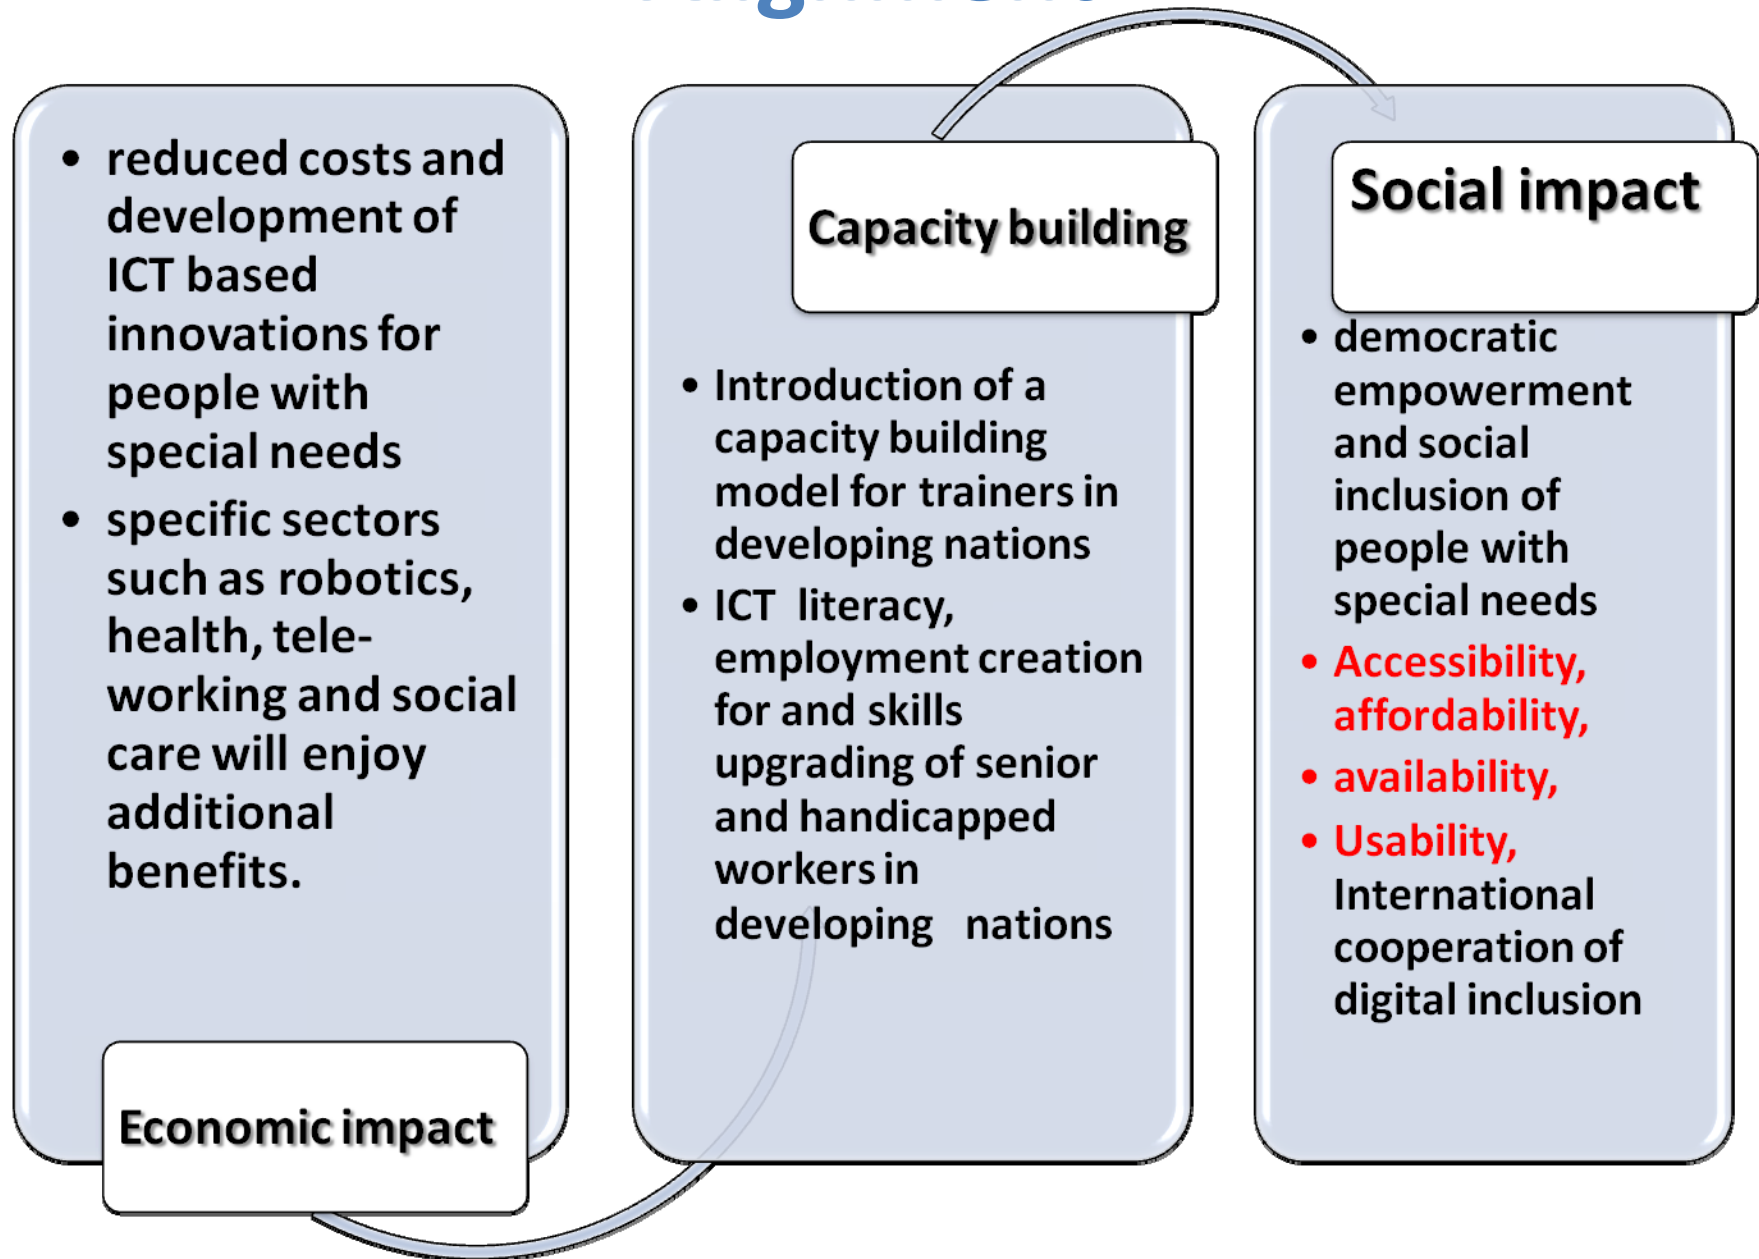 • reduced costs and
development of
ICT based
innovations for
people with
special needs
• specific sectors
such as robotics,
health, tele-
working and social
care will enjoy
additional
benefits.
Economic impact
Capacity building
• Introduction of a
capacity building
model for trainers in
developing nations
• ICT literacy,
employment creation
for and skills
upgrading of senior
and handicapped
workers in
developing nations
Social impact
• democratic
empowerment
and social
inclusion of
people with
special needs
• Accessibility,
affordability,
• availability,
• Usability,
International
cooperation of
digital inclusion